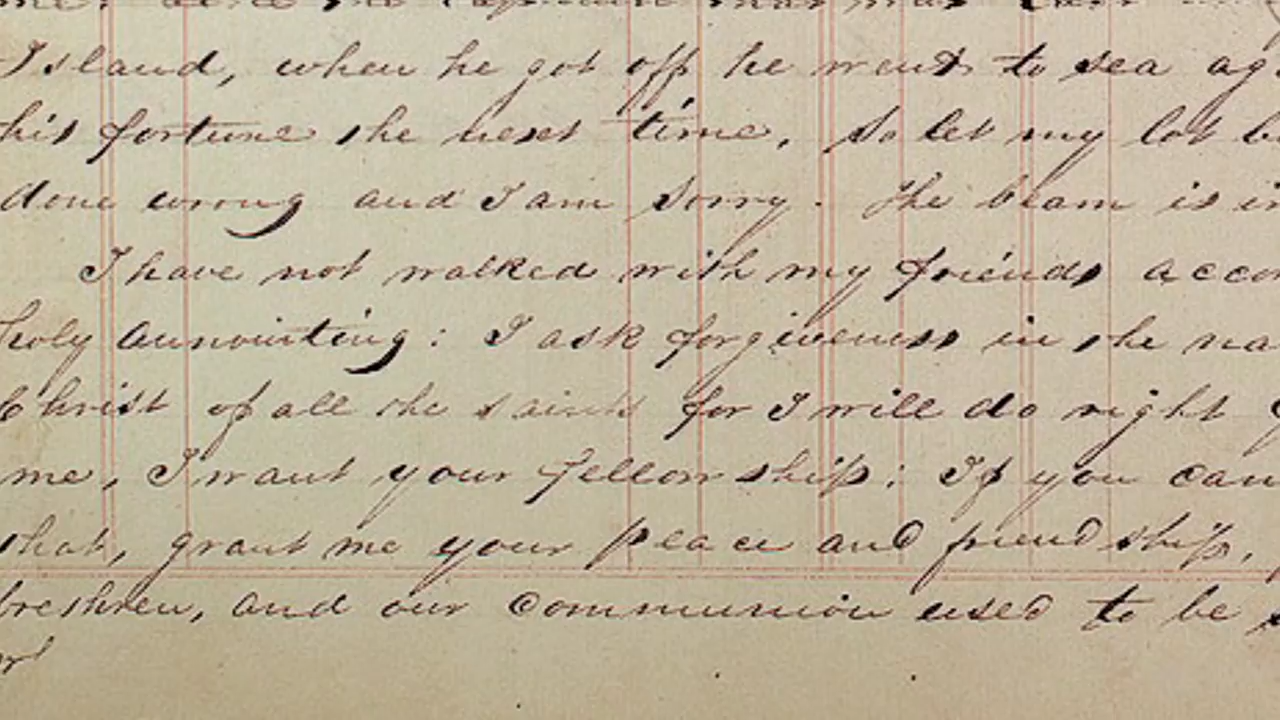 Island, when he got off he went to sea ag
his fortune the next time, so let my lot b
done wrong and I am sorry. The beam is in
I have not walked with my friends acco
holy annointing: I ask forgiveness in the na
Christ of all the saints for I will do right
me, I want your fellowship; If you can
that, grant me your peace and friendship,
brethren, and our communion used to be